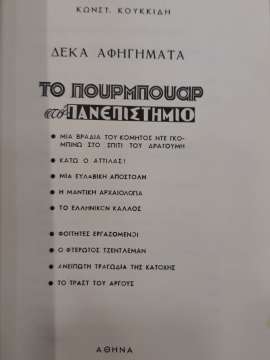 ΚΩΝΣΤ. ΚΟΥΚΚΙΔΗ
ΔΕΚΑ ΑΦΗΓΗΜΑΤΑ
ΤΟ ΠΟΥΡΜΠΟΥΑΡ
στο ΠΑΝΕΠΙΣΤΗΜΙΟ
● ΜΙΑ ΒΡΑΔΙΑ ΤΟΥ ΚΟΜΗΤΟΣ ΝΤΕ ΓΚΟ-
ΜΠΙΝΩ ΣΤΟ ΣΠΙΤΙ ΤΟΥ ΔΡΑΓΟΥΜΗ
● ΚΑΤΩ Ο ΑΤΤΙΛΑΣ!
● ΜΙΑ ΕΥΛΑΒΙΚΗ ΑΠΟΣΤΟΛΗ
● Η ΜΑΝΤΙΚΗ ΑΡΧΑΙΟΛΟΓΙΑ
● ΤΟ ΕΛΛΗΝΙΚΟΝ ΚΑΛΛΟΣ
● ΦΟΙΤΗΤΕΣ ΕΡΓΑΖΟΜΕΝΟΙ
● Ο ΦΤΕΡΩΤΟΣ ΤΖΕΝΤΛΕΜΑΝ
● ΑΝΕΙΠΩΤΗ ΤΡΑΓΩΔΙΑ ΤΗΣ ΚΑΤΟΧΗΣ
● ΤΟ ΤΡΑΣΤ ΤΟΥ ΑΡΓΟΥΣ
ΑΘΗΝΑ